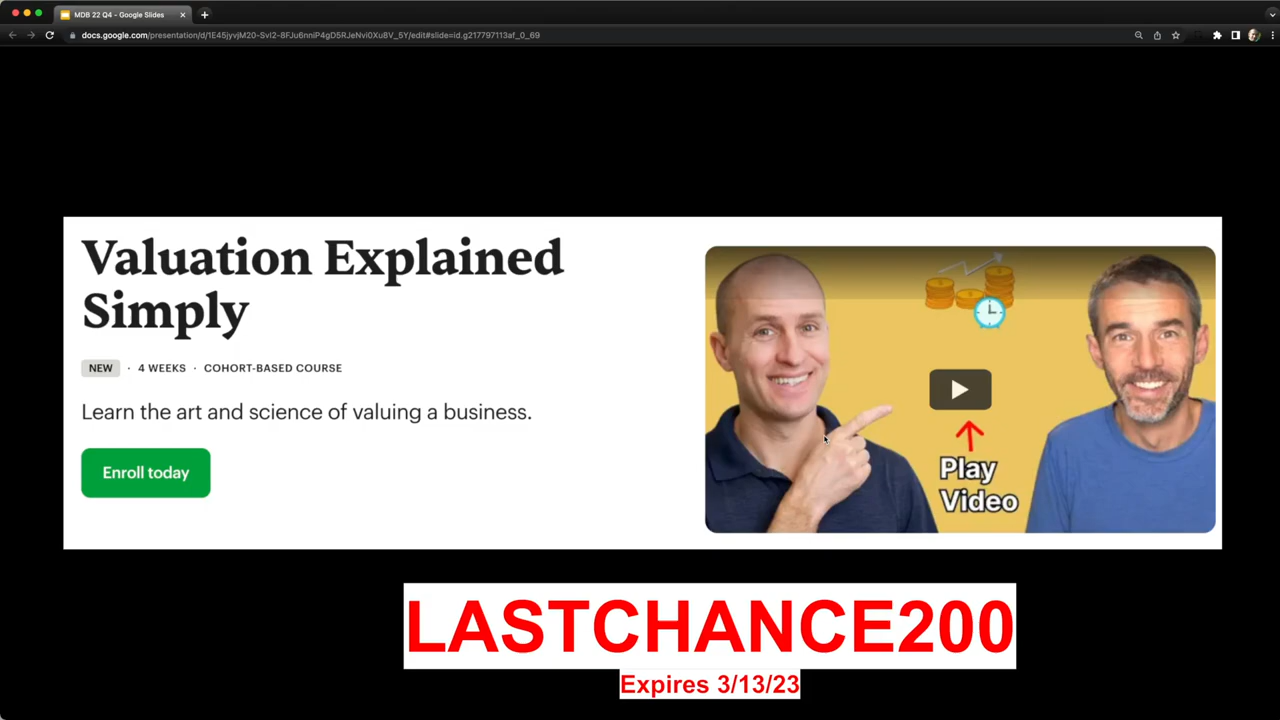 MDB 22 Q4 - Google Slides
docs.google.com/presentation/d/1E45jyvjM20-SvI2-8FJu6nniP4gD5RJeNvi0Xu8V_5Y/edit#slide=id.g217797113af_0_69
Valuation Explained
Simply
NEW · 4 WEEKS · COHORT-BASED COURSE
Learn the art and science of valuing a business.
Enroll today
Play
Video
LASTCHANCE200
Expires 3/13/23